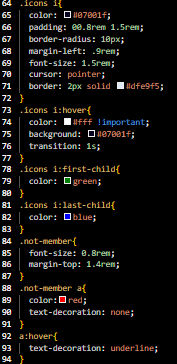 64 .icons i{
65 color: #07001f;
66 padding: 00.8rem 1.5rem;
67 border-radius: 10px;
68 margin-left: .9rem;
69 font-size: 1.5rem;
70 cursor: pointer;
71 border: 2px solid #dfe9f5;
72 }
73 .icons i:hover{
74 color: #fff !important;
75 background: #07001f;
76 transition: 1s;
77 }
78 .icons i:first-child{
79 color: green;
80 }
81 .icons i:last-child{
82 color: blue;
83 }
84 .not-member{
85 font-size: 0.8rem;
86 margin-top: 1.4rem;
87 }
88 .not-member a{
89 color: red;
90 text-decoration: none;
91 }
92 a:hover{
93 text-decoration: underline;
94 }